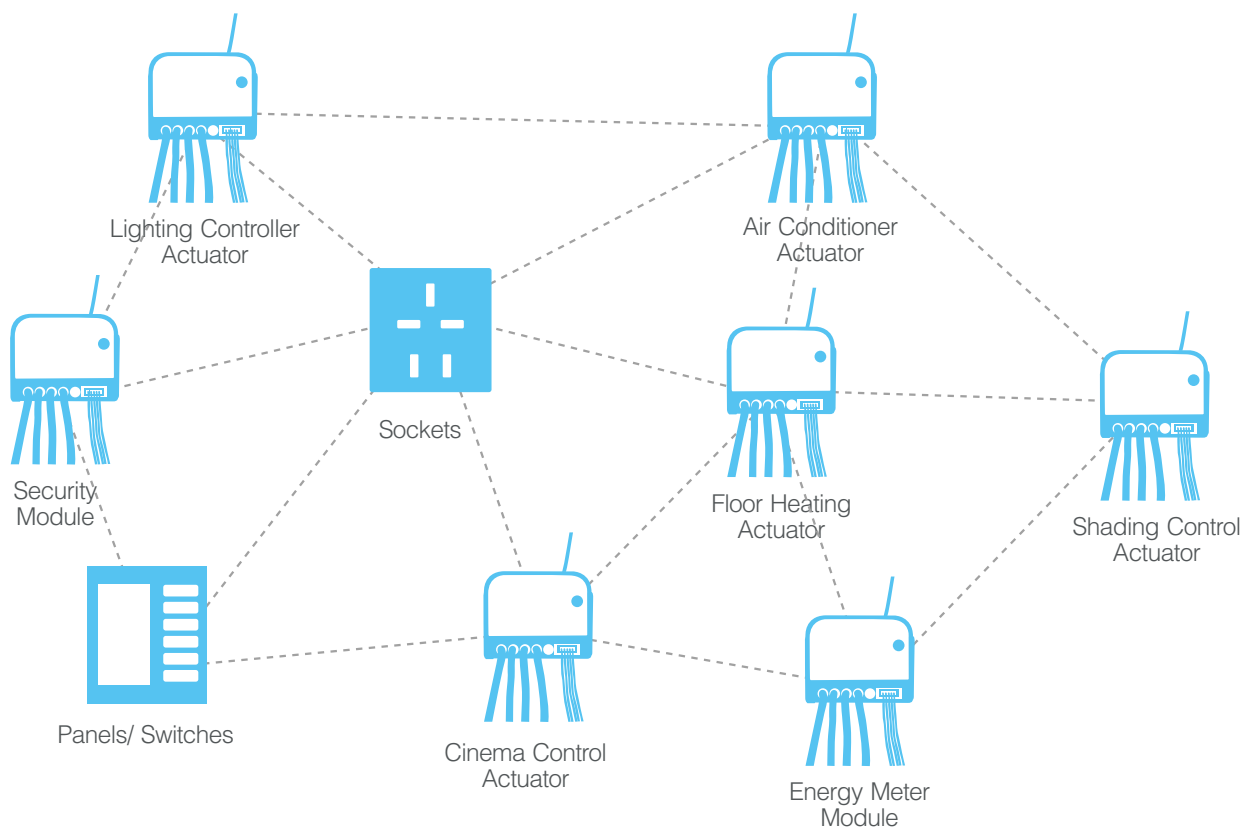 Lighting Controller
Actuator
Air Conditioner
Actuator
Sockets
Security
Module
Floor Heating
Actuator
Shading Control
Actuator
Panels/ Switches
Cinema Control
Actuator
Energy Meter
Module